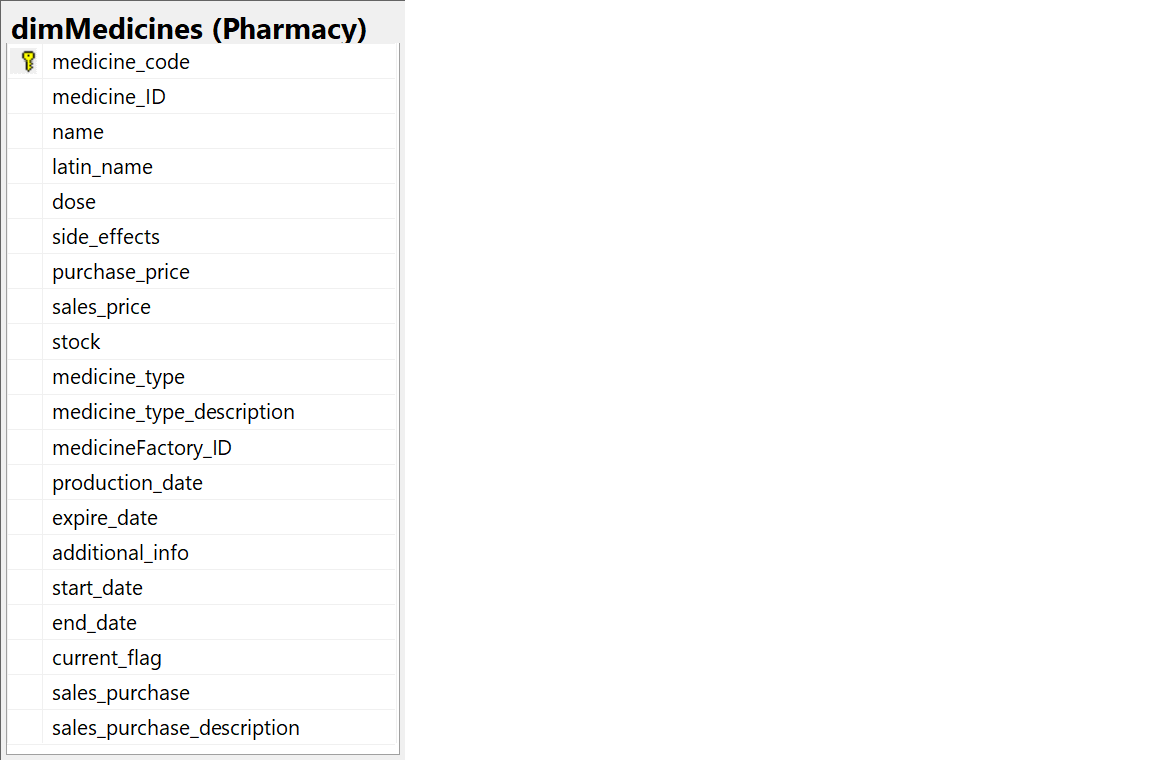 dimMedicines (Pharmacy)
medicine_code
medicine_ID
name
latin_name
dose
side_effects
purchase_price
sales_price
stock
medicine_type
medicine_type_description
medicineFactory_ID
production_date
expire_date
additional_info
start_date
end_date
current_flag
sales_purchase
sales_purchase_description